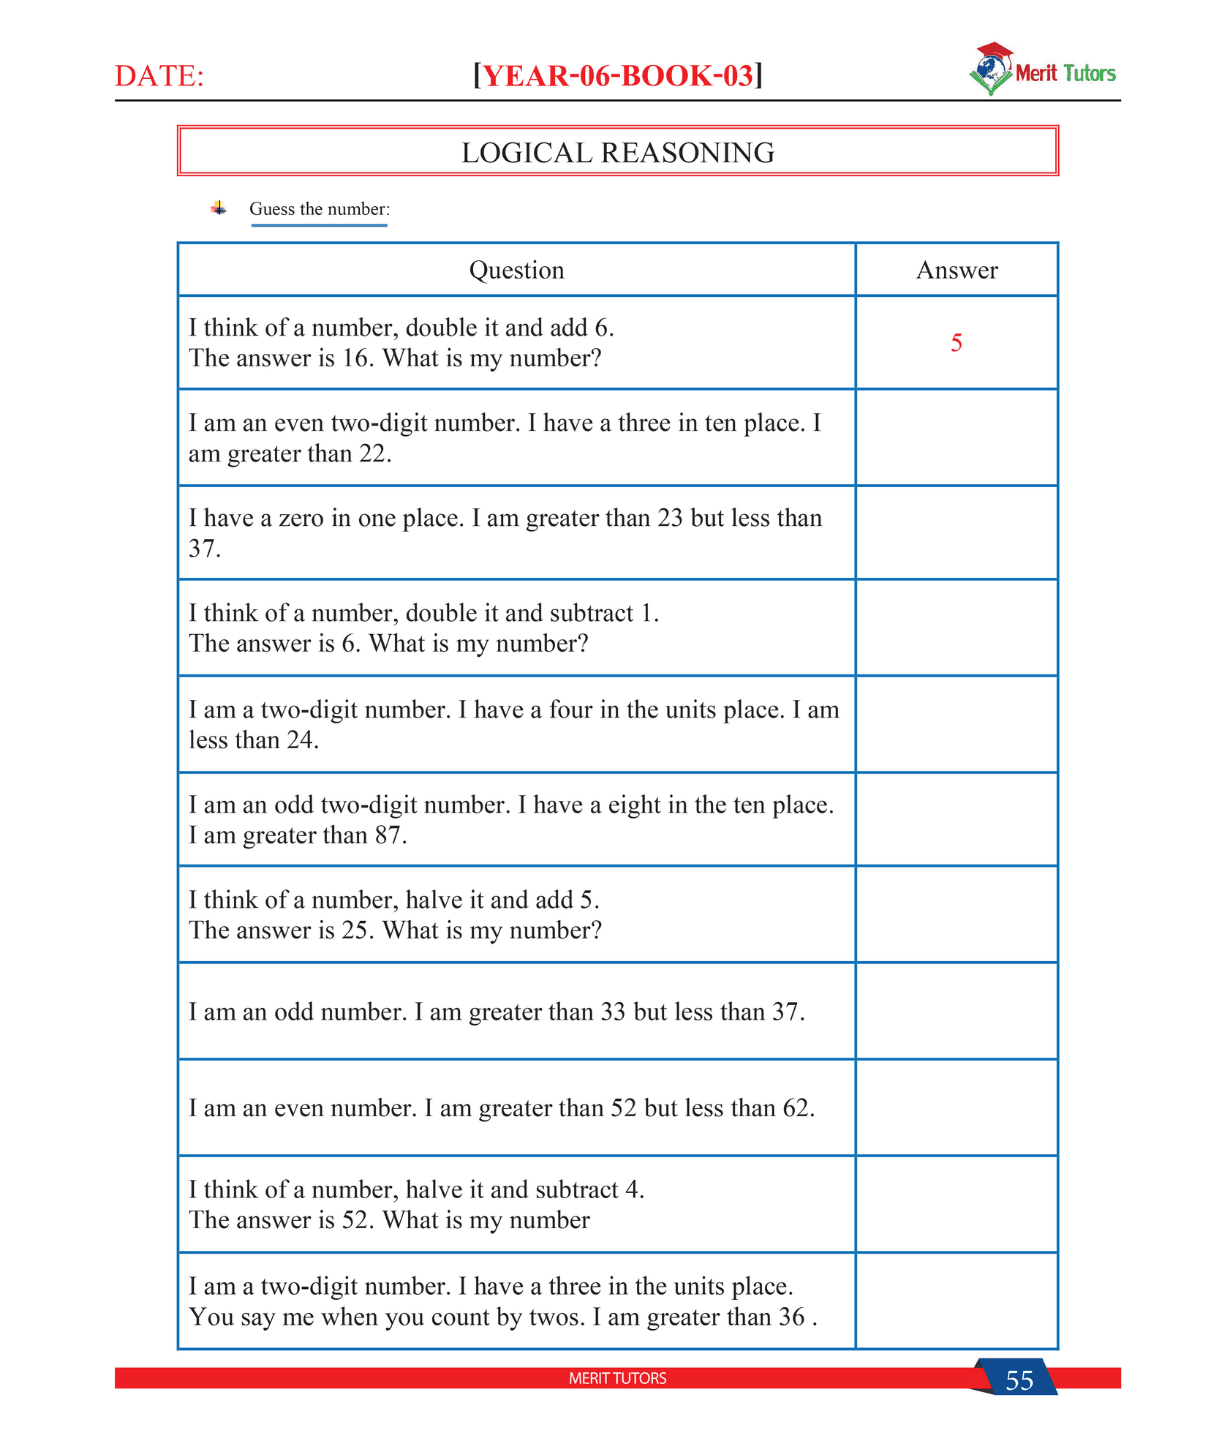 DATE:
[YEAR-06-BOOK-03]
Merit Tutors
LOGICAL REASONING
Guess the number:
Question
Answer
I think of a number, double it and add 6.
The answer is 16. What is my number?
5
I am an even two-digit number. I have a three in ten place. I
am greater than 22.
I have a zero in one place. I am greater than 23 but less than
37.
I think of a number, double it and subtract 1.
The answer is 6. What is my number?
I am a two-digit number. I have a four in the units place. I am
less than 24.
I am an odd two-digit number. I have a eight in the ten place.
I am greater than 87.
I think of a number, halve it and add 5.
The answer is 25. What is my number?
I am an odd number. I am greater than 33 but less than 37.
I am an even number. I am greater than 52 but less than 62.
I think of a number, halve it and subtract 4.
The answer is 52. What is my number
I am a two-digit number. I have a three in the units place.
You say me when you count by twos. I am greater than 36 .
MERIT TUTORS
55